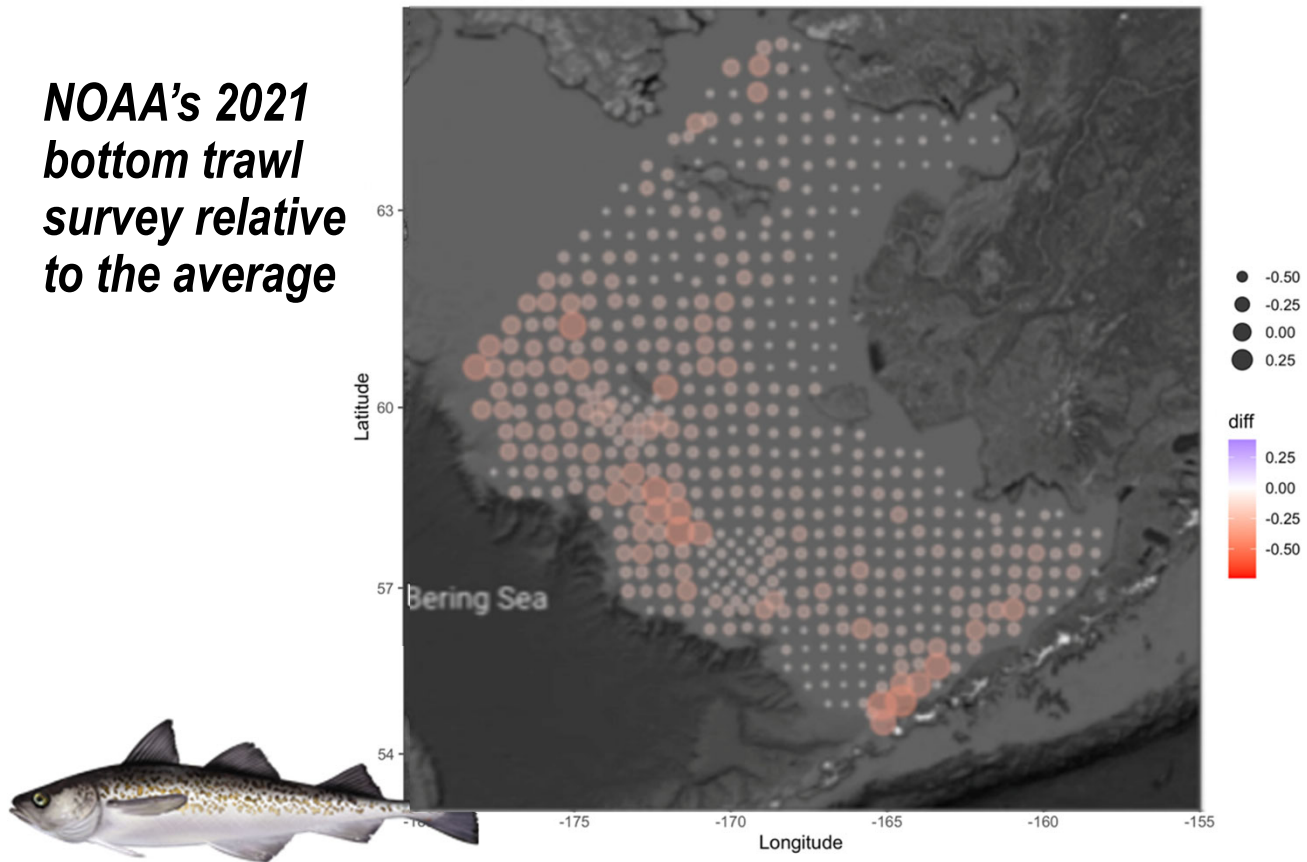 NOAA’s 2021
bottom trawl
survey relative
to the average
63
60
57
54
Latitude
Bering Sea
-175
-170
-165
-160
-155
Longitude
-0.50
-0.25
0.00
0.25
diff
0.25
0.00
-0.25
-0.50